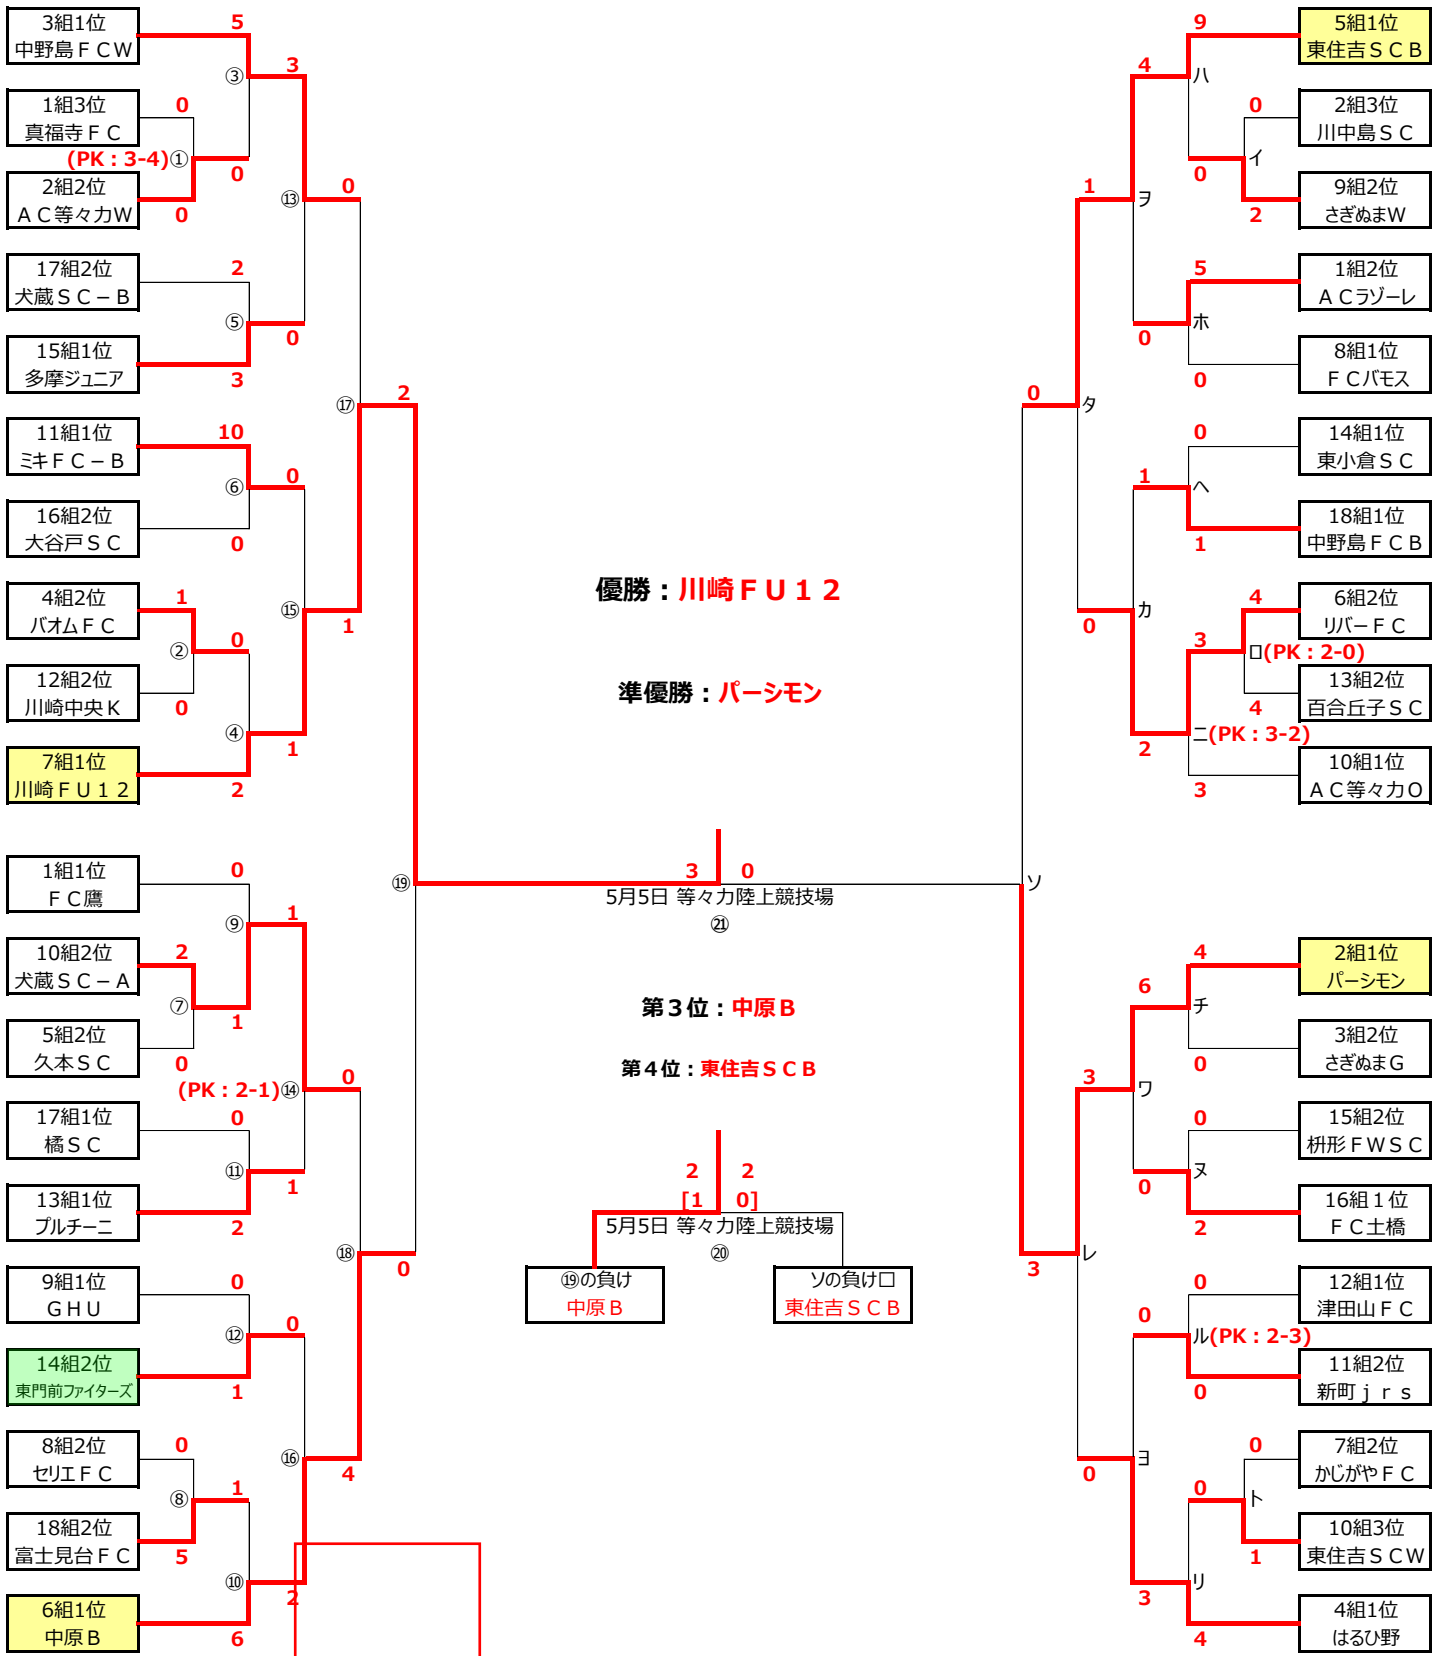 3組1位
中野島ＦＣＷ
5
③
3
1組3位
真福寺ＦＣ
0
(PK：3-4)
①
0
2組2位
ＡＣ等々力Ｗ
0
⑬
0
17組2位
犬蔵ＳＣ－Ｂ
2
⑤
0
15組1位
多摩ジュニア
3
⑰
2
11組1位
ミキＦＣ－Ｂ
10
⑥
0
16組2位
大谷戸ＳＣ
0
4組2位
バオムＦＣ
1
②
0
⑮
1
12組2位
川崎中央Ｋ
0
④
1
7組1位
川崎ＦＵ１２
2
1組1位
ＦＣ鷹
0
⑨
1
⑲
10組2位
犬蔵ＳＣ－Ａ
2
⑦
1
5組2位
久本ＳＣ
0
(PK：2-1)
⑭
0
17組1位
橘ＳＣ
0
⑪
1
13組1位
プルチーニ
2
⑱
0
9組1位
ＧＨＵ
0
⑫
0
14組2位
東門前ファイターズ
1
8組2位
セリエＦＣ
0
⑯
4
⑧
1
18組2位
富士見台ＦＣ
5
⑩
2
6組1位
中原Ｂ
6
優勝：川崎ＦＵ１２
準優勝：パーシモン
3 0
5月5日 等々力陸上競技場
㉑
第３位：中原Ｂ
第４位：東住吉ＳＣＢ
2 2
[1 0]
5月5日 等々力陸上競技場
⑳
⑲の負け
中原Ｂ
ソの負け□
東住吉ＳＣＢ
9
5組1位
東住吉ＳＣＢ
4
ハ
0
2組3位
川中島ＳＣ
イ
0
9組2位
さぎぬまＷ
2
1
ヲ
5
1組2位
ＡＣラゾーレ
ホ
0
8組1位
ＦＣバモス
0
0
タ
0
14組1位
東小倉ＳＣ
1
ヘ
18組1位
中野島ＦＣＢ
1
4
6組2位
リバーＦＣ
カ
0
3
ロ(PK：2-0)
13組2位
百合丘子ＳＣ
4
ニ(PK：3-2)
2
10組1位
ＡＣ等々力Ｏ
3
ソ
4
2組1位
パーシモン
6
チ
3組2位
さぎぬまＧ
0
3
ワ
0
15組2位
枡形ＦＷＳＣ
ヌ
0
16組１位
ＦＣ土橋
2
レ
3
0
12組1位
津田山ＦＣ
0
ル(PK：2-3)
11組2位
新町ｊｒｓ
0
0
7組2位
かじがやＦＣ
ヨ
0
0
ト
10組3位
東住吉ＳＣＷ
1
リ
3
4組1位
はるひ野
4